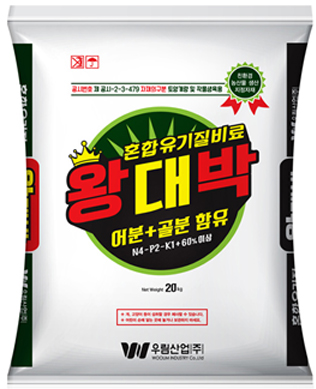 공시번호 제 공시-2-3-479 자재의구분 토양개량 및 작물생육용
친환경
농산물 생산
지정자재
혼합유기질비료
왕대박
어분+골분 함유
N4-P2-K1+60%이상
Net Weight 20kg
우림산업(주)
WOOLIM INDUSTRY Co.,Ltd